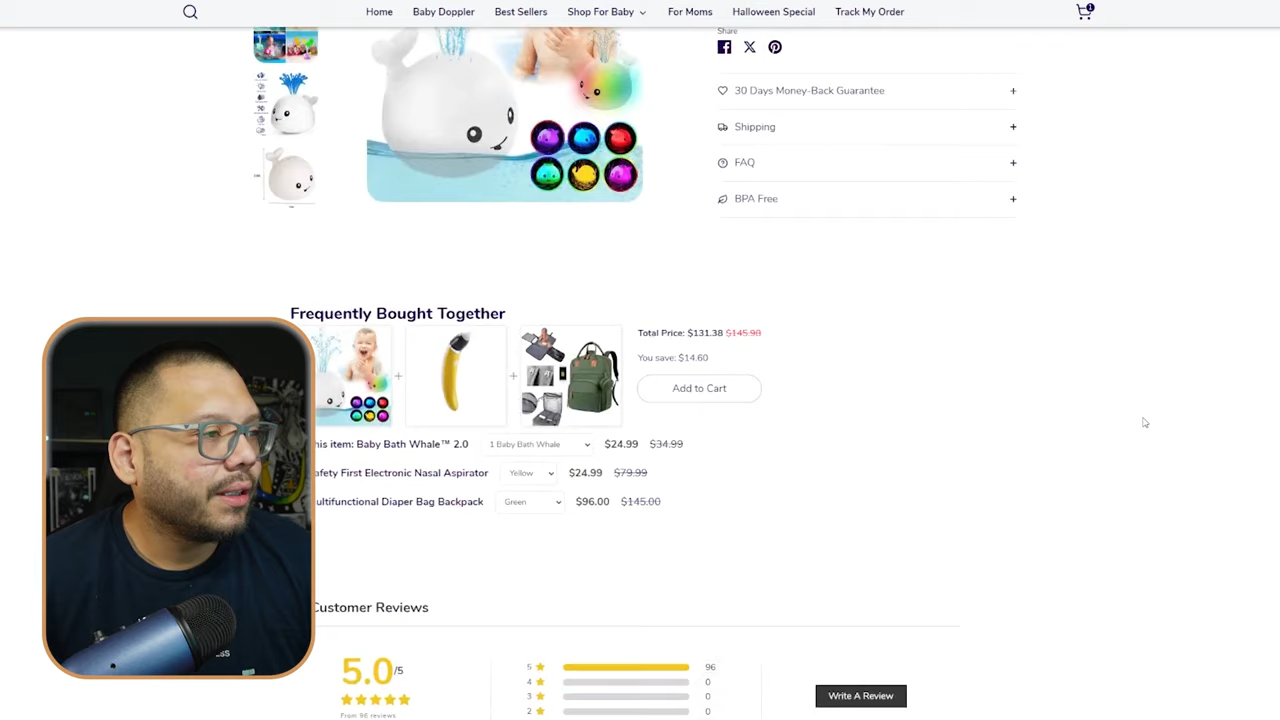 Home Baby Doppler Best Sellers Shop For Baby For Moms Halloween Special Track My Order 1
Share
30 Days Money-Back Guarantee +
Shipping +
FAQ +
BPA Free +
Frequently Bought Together
Total Price: $131.38 $145.98
You save: $14.60
Add to Cart
+ +
his item: Baby Bath Whale™ 2.0 1 Baby Bath Whale $24.99 $34.99
afety First Electronic Nasal Aspirator Yellow $24.99 $79.99
ultifunctional Diaper Bag Backpack Green $96.00 $145.00
Customer Reviews
5.0/5
From 96 reviews
5 96
4 0
3 0
2 0
Write A Review